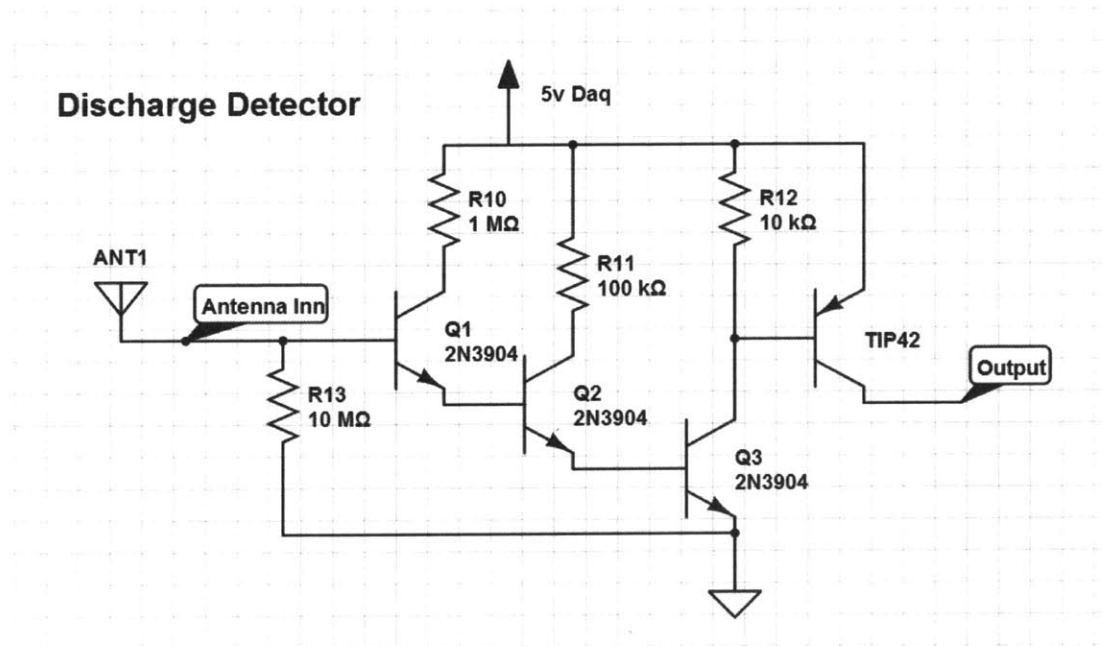 5v Daq
Discharge Detector
R10
1 MΩ
R12
10 kΩ
ANT1
R11
100 kΩ
Antenna Inn
Q1
2N3904
TIP42
Output
R13
10 MΩ
Q2
2N3904
Q3
2N3904